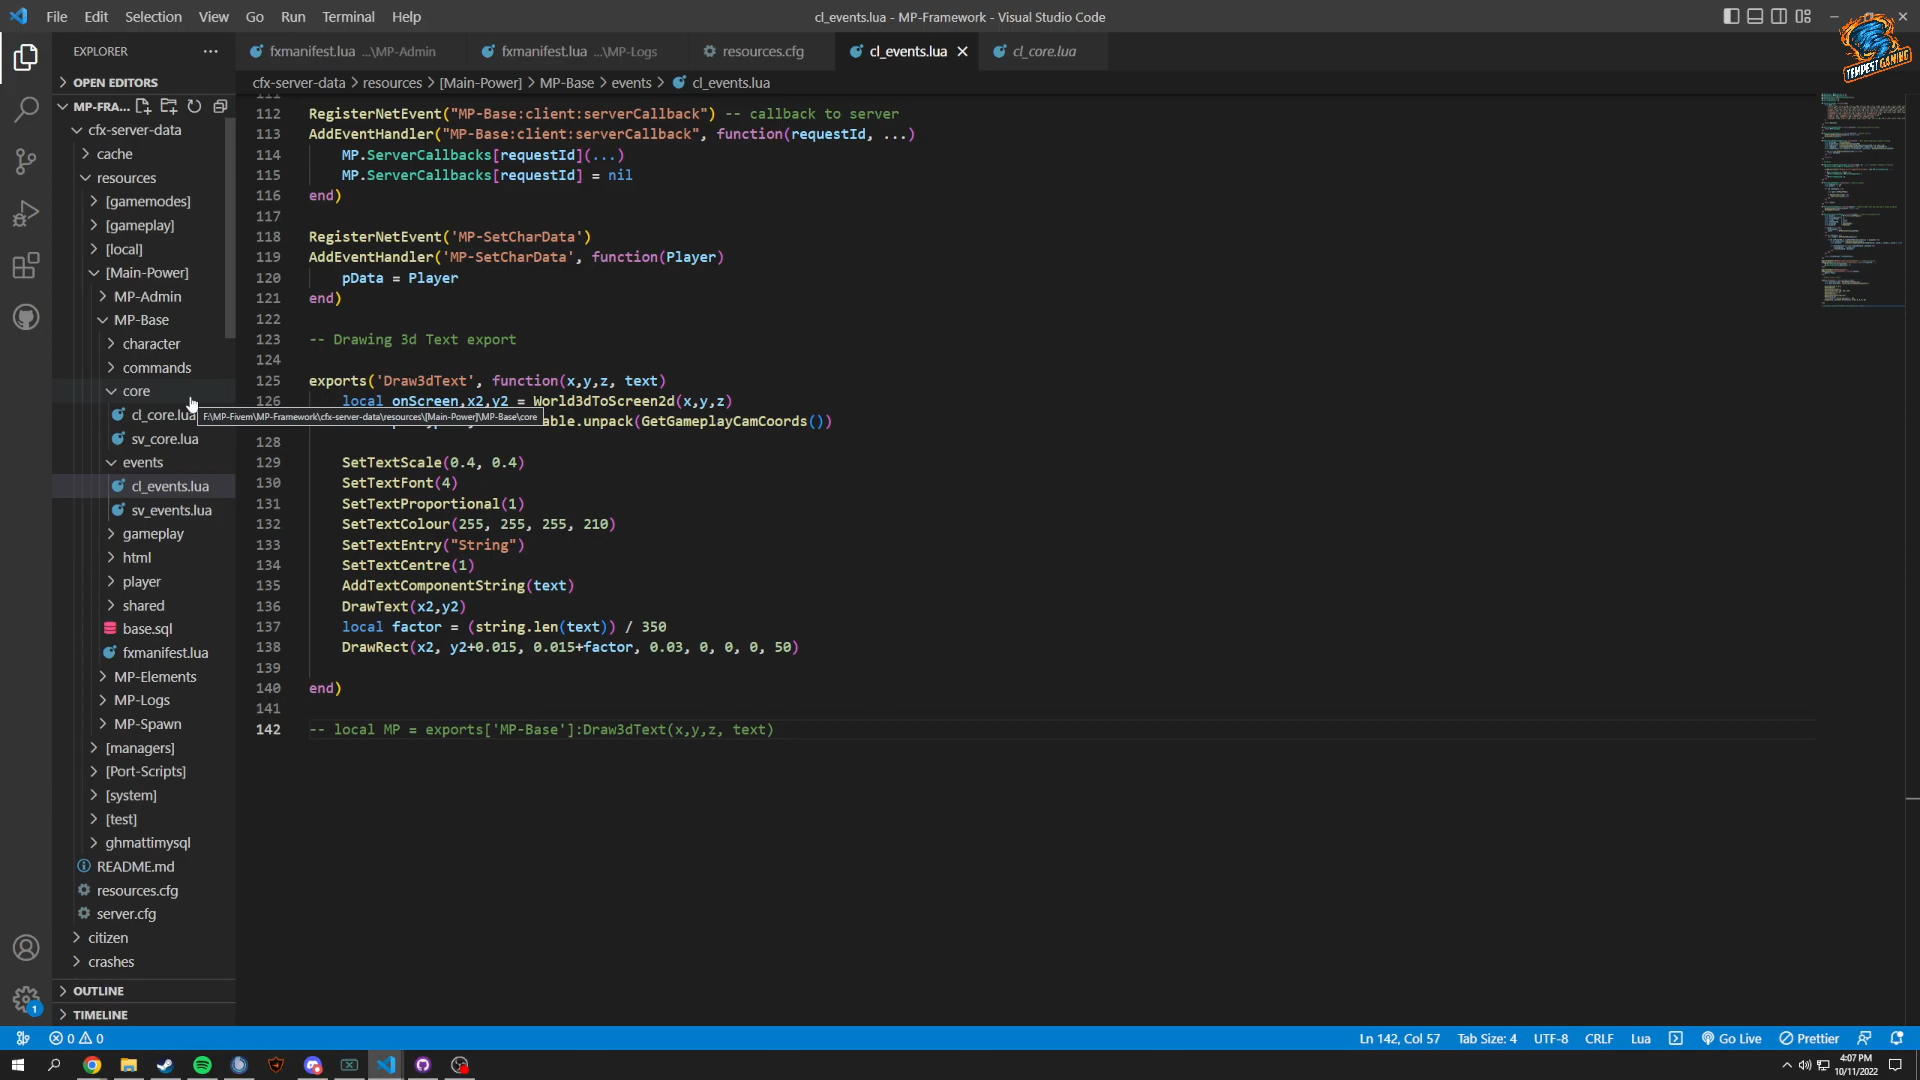 File Edit Selection View Go Run Terminal Help
cl_events.lua - MP-Framework - Visual Studio Code
TEMPEST GAMING
EXPLORER
fxmanifest.lua ...\MP-Admin
fxmanifest.lua ...\MP-Logs
resources.cfg
cl_events.lua
cl_core.lua
OPEN EDITORS
cfx-server-data > resources > [Main-Power] > MP-Base > events > cl_events.lua
MP-FRA...
cfx-server-data
cache
resources
[gamemodes]
[gameplay]
[local]
[Main-Power]
MP-Admin
MP-Base
character
commands
core
cl_core.lua
sv_core.lua
events
cl_events.lua
sv_events.lua
gameplay
html
player
shared
base.sql
fxmanifest.lua
MP-Elements
MP-Logs
MP-Spawn
[managers]
[Port-Scripts]
[system]
[test]
ghmattimysql
README.md
resources.cfg
server.cfg
citizen
crashes
OUTLINE
TIMELINE
F:\MP-Fivem\MP-Framework\cfx-server-data\resources\[Main-Power]\MP-Base\core
111
112 RegisterNetEvent("MP-Base:client:serverCallback") -- callback to server
113 AddEventHandler("MP-Base:client:serverCallback", function(requestId, ...)
114 MP.ServerCallbacks[requestId](...)
115 MP.ServerCallbacks[requestId] = nil
116 end)
117
118 RegisterNetEvent('MP-SetCharData')
119 AddEventHandler('MP-SetCharData', function(Player)
120 pData = Player
121 end)
122
123 -- Drawing 3d Text export
124
125 exports('Draw3dText', function(x,y,z, text)
126 local onScreen,x2,y2 = World3dToScreen2d(x,y,z)
able.unpack(GetGameplayCamCoords())
128
129 SetTextScale(0.4, 0.4)
130 SetTextFont(4)
131 SetTextProportional(1)
132 SetTextColour(255, 255, 255, 210)
133 SetTextEntry("String")
134 SetTextCentre(1)
135 AddTextComponentString(text)
136 DrawText(x2,y2)
137 local factor = (string.len(text)) / 350
138 DrawRect(x2, y2+0.015, 0.015+factor, 0.03, 0, 0, 0, 50)
139
140 end)
141
142 -- local MP = exports['MP-Base']:Draw3dText(x,y,z, text)
1
0 0
Ln 142, Col 57 Tab Size: 4 UTF-8 CRLF Lua Go Live Prettier
4:07 PM
10/11/2022